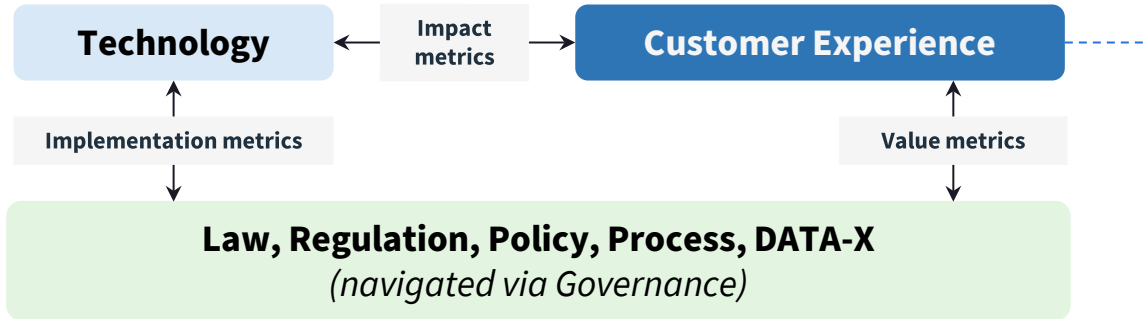 Technology
Impact
metrics
Customer Experience
Implementation metrics
Value metrics
Law, Regulation, Policy, Process, DATA-X
(navigated via Governance)